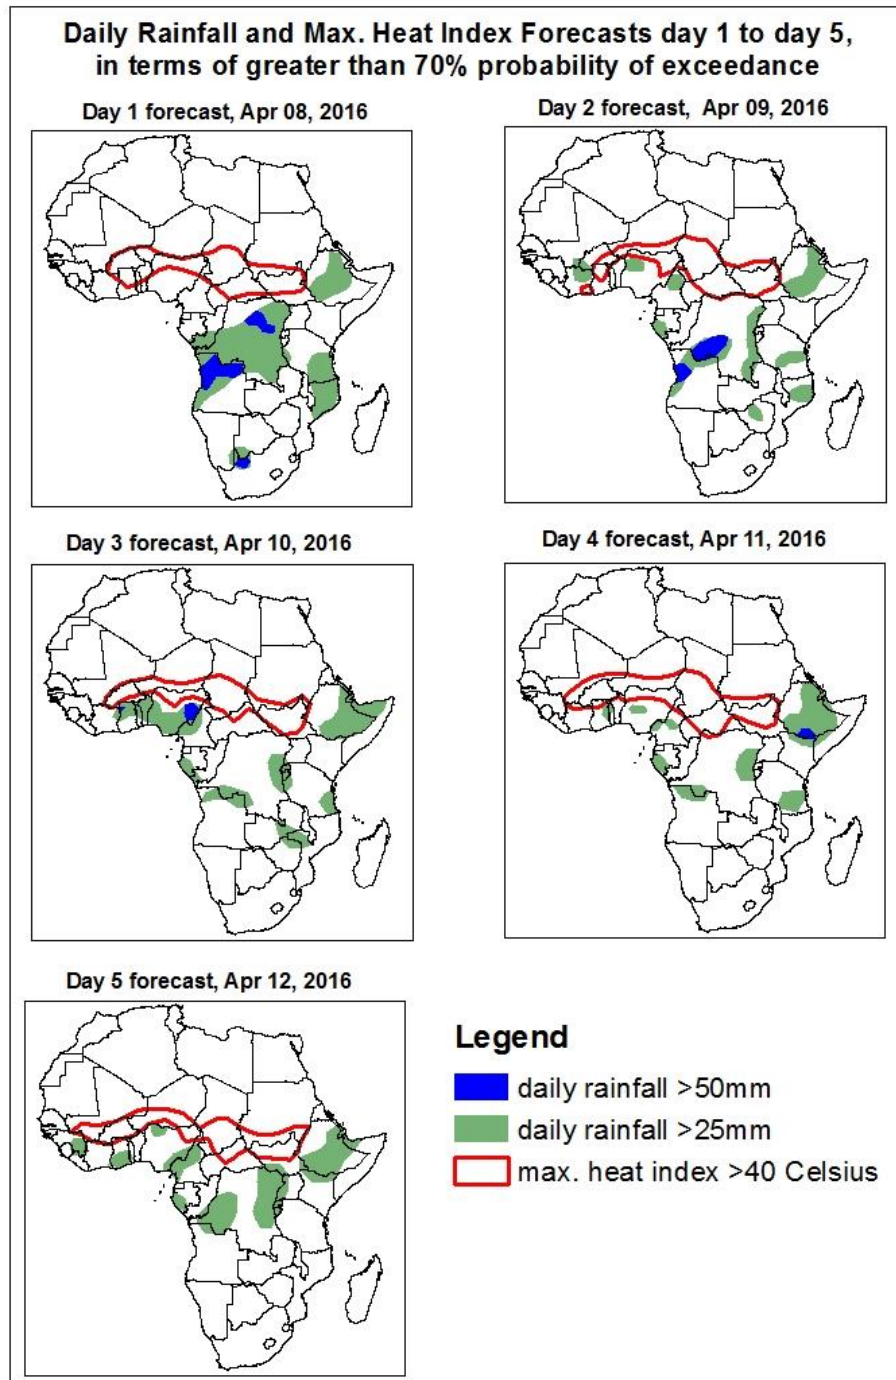 Daily Rainfall and Max. Heat Index Forecasts day 1 to day 5,
in terms of greater than 70% probability of exceedance
Day 1 forecast, Apr 08, 2016
Day 2 forecast, Apr 09, 2016
Day 3 forecast, Apr 10, 2016
Day 4 forecast, Apr 11, 2016
Day 5 forecast, Apr 12, 2016
Legend
daily rainfall >50mm
daily rainfall >25mm
max. heat index >40 Celsius